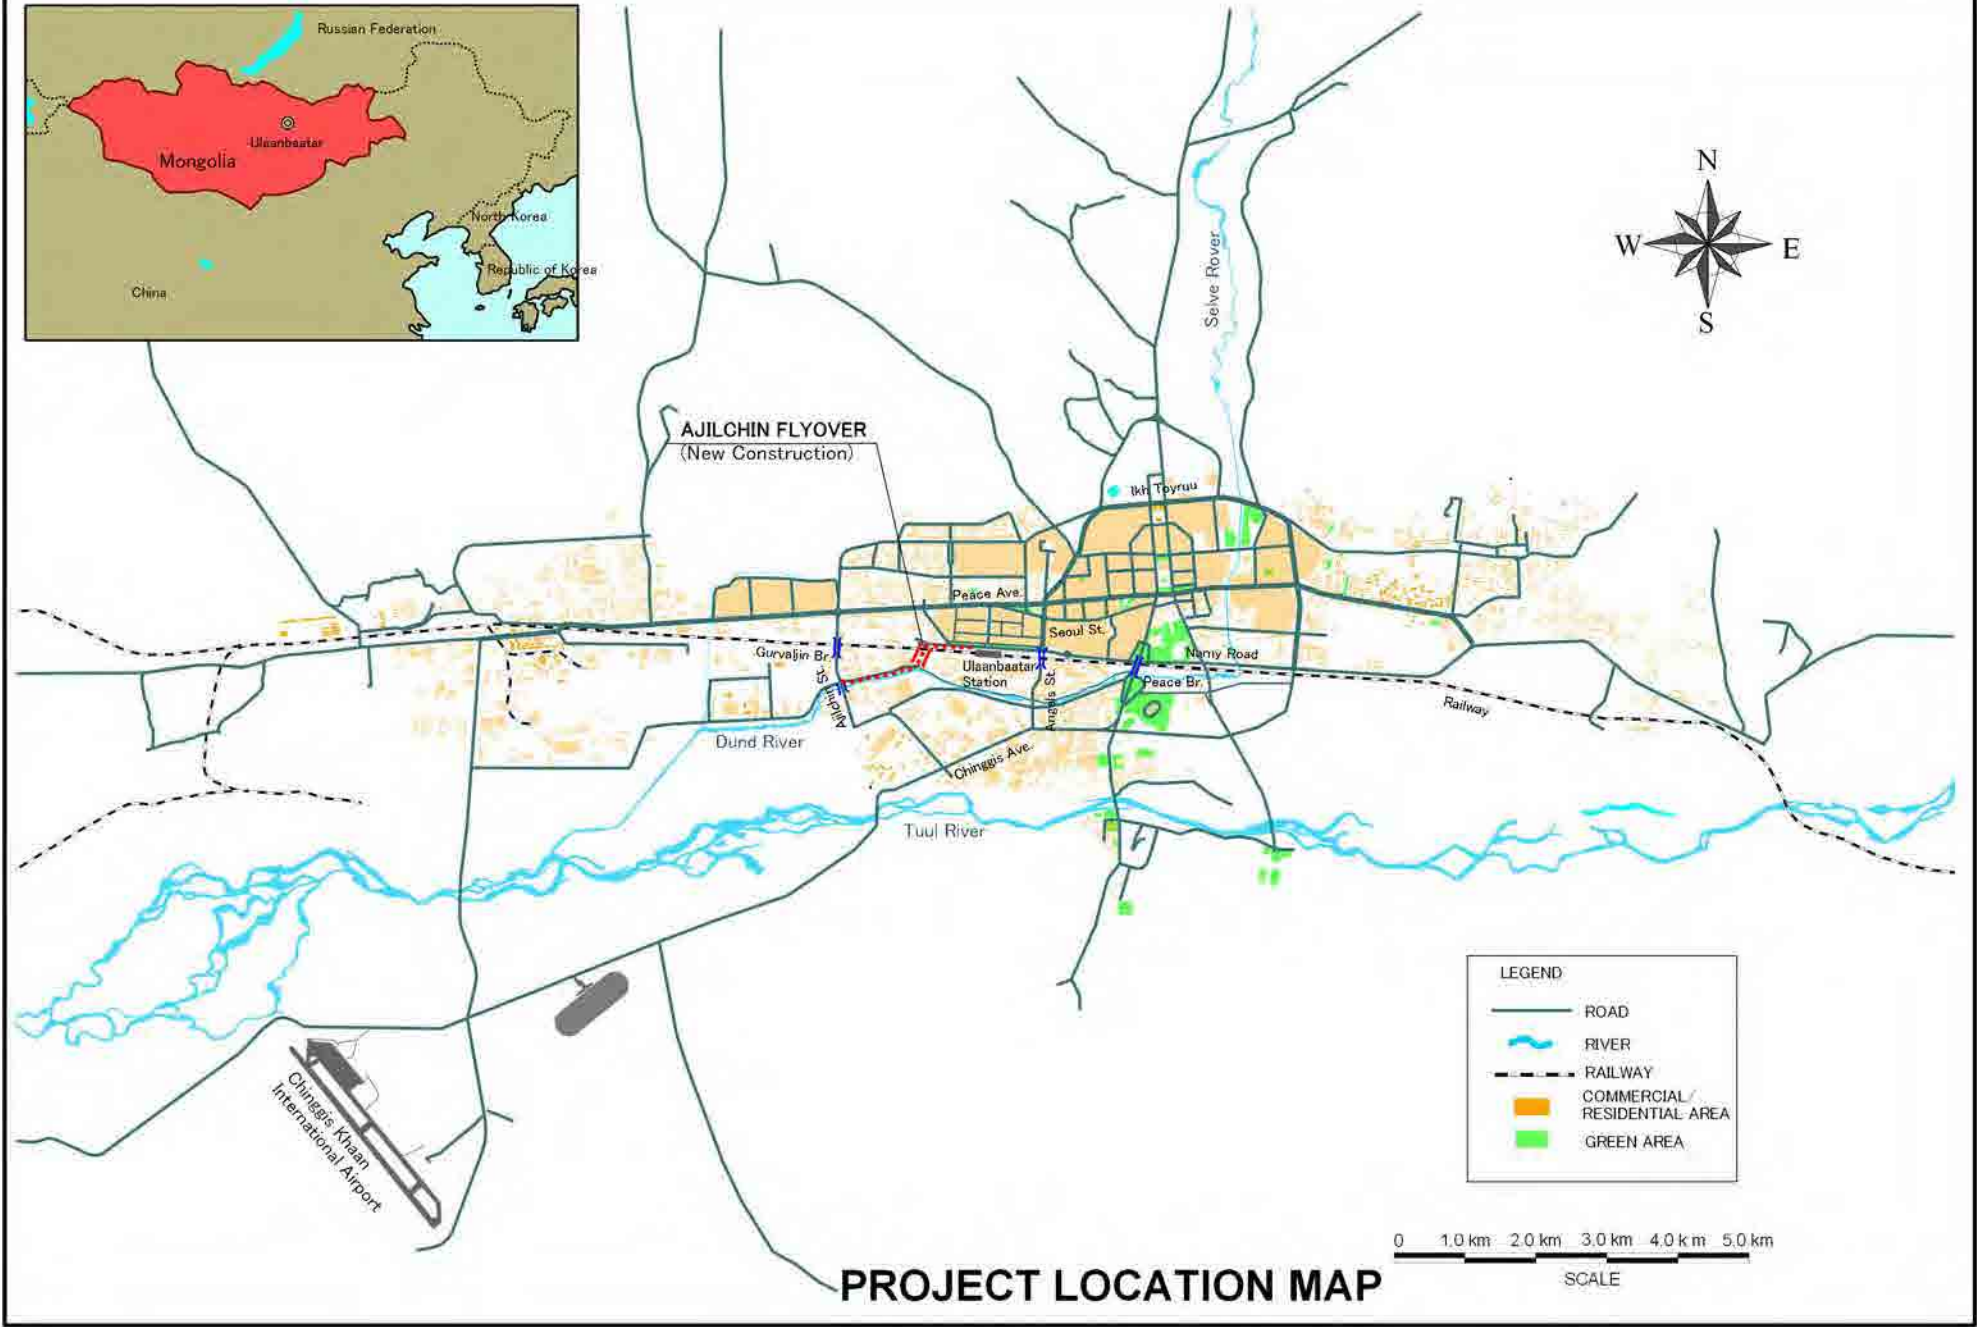 Russian Federation
Ulaanbaatar
Mongolia
North Korea
Republic of Korea
China
N
W E
S
Selve Rover
AJILCHIN FLYOVER
(New Construction)
Ikh Toyruu
Peace Ave.
Seoul St.
Gurvaljin Br.
Ulaanbaatar
Station
Narny Road
Peace Br.
Ajilchin St.
Angels St.
Railway
Dund River
Chinggis Ave.
Tuul River
Chinggis Khaan
International Airport
LEGEND
ROAD
RIVER
RAILWAY
COMMERCIAL/
RESIDENTIAL AREA
GREEN AREA
0 1.0 km 2.0 km 3.0 km 4.0 k m 5.0 km
SCALE
PROJECT LOCATION MAP